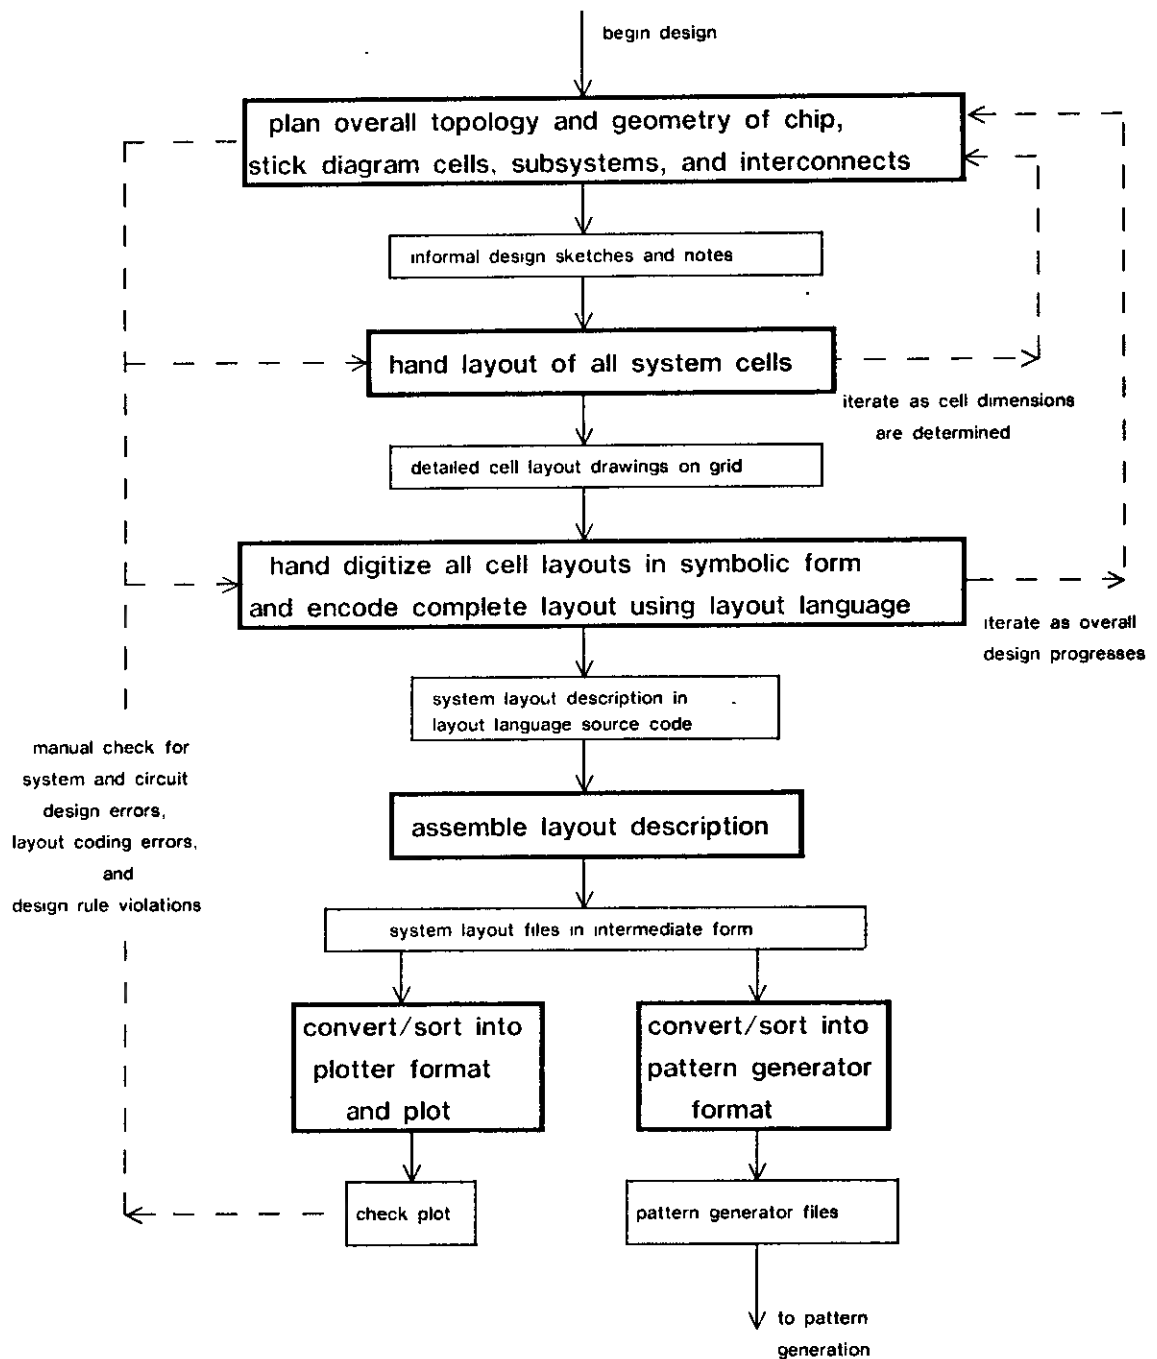 begin design
plan overall topology and geometry of chip,
stick diagram cells, subsystems, and interconnects
informal design sketches and notes
hand layout of all system cells
iterate as cell dimensions
are determined
detailed cell layout drawings on grid
hand digitize all cell layouts in symbolic form
and encode complete layout using layout language
iterate as overall
design progresses
system layout description in
layout language source code
manual check for
system and circuit
design errors,
layout coding errors,
and
design rule violations
assemble layout description
system layout files in intermediate form
convert/sort into
plotter format
and plot
convert/sort into
pattern generator
format
check plot
pattern generator files
to pattern
generation